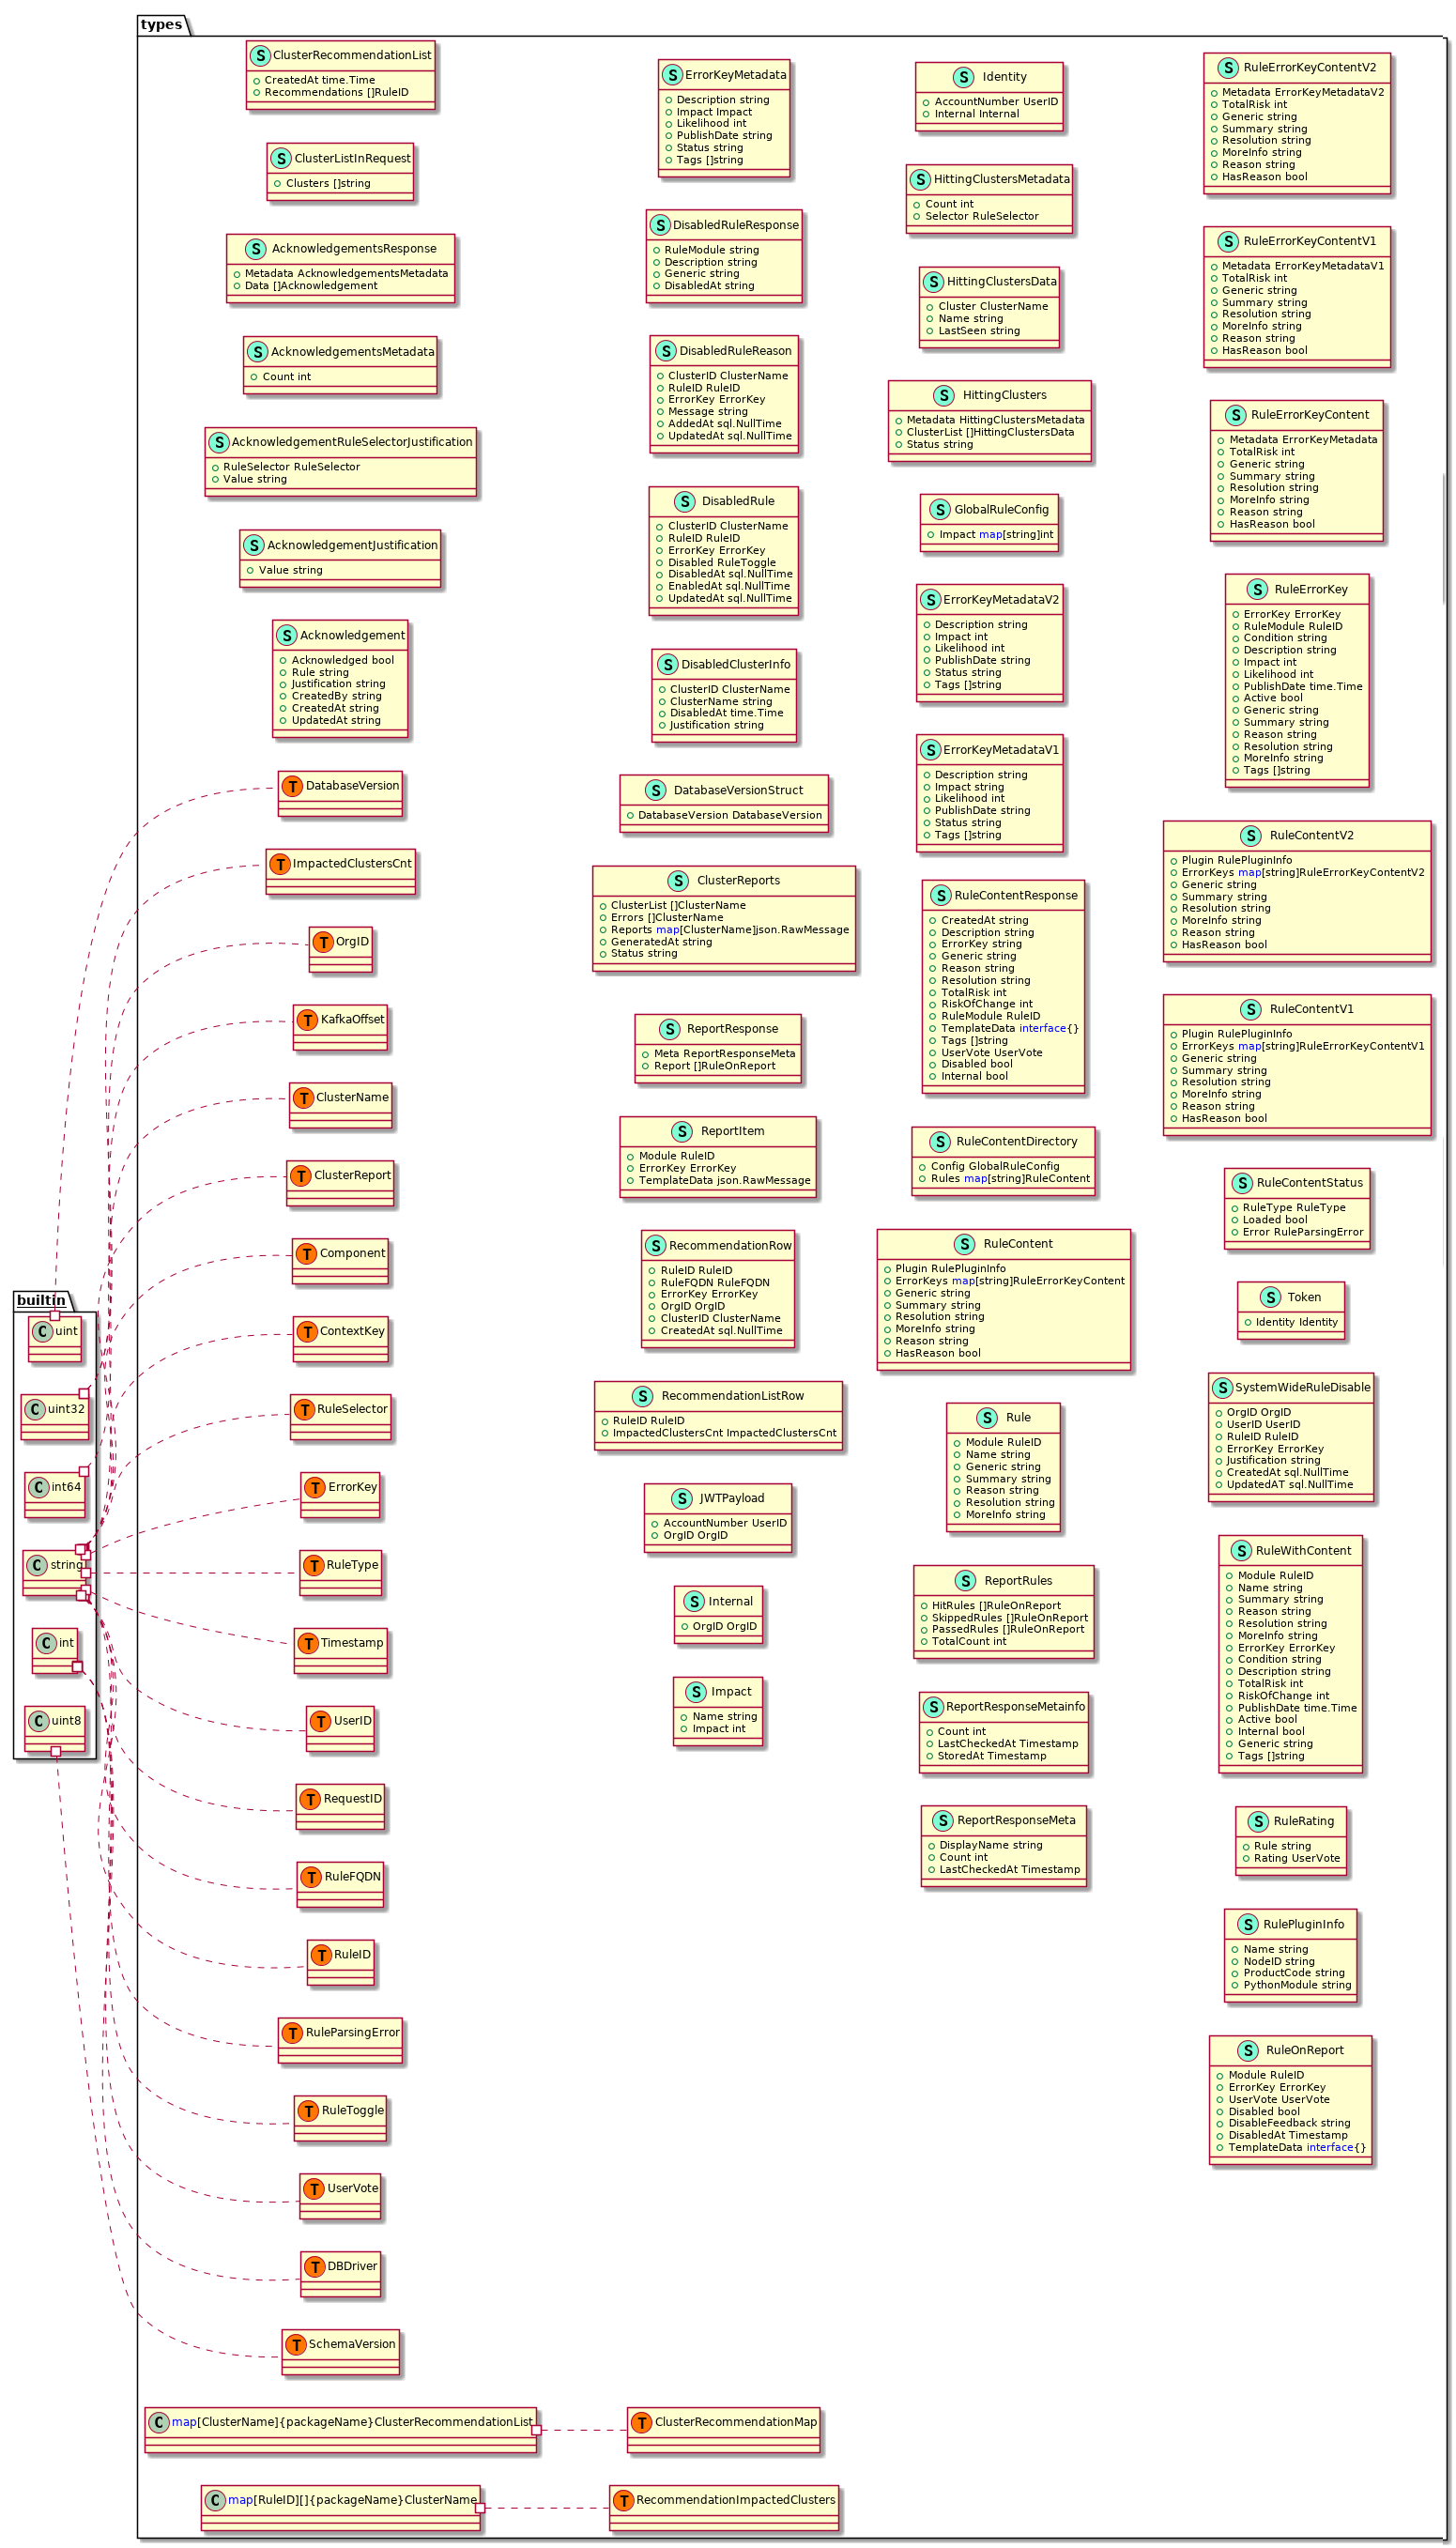 types
ClusterRecommendationList
CreatedAt time.Time
Recommendations []RuleID
ClusterListInRequest
Clusters []string
AcknowledgementsResponse
Metadata AcknowledgementsMetadata
Data []Acknowledgement
AcknowledgementsMetadata
Count int
AcknowledgementRuleSelectorJustification
RuleSelector RuleSelector
Value string
AcknowledgementJustification
Value string
Acknowledgement
Acknowledged bool
Rule string
Justification string
CreatedBy string
CreatedAt string
UpdatedAt string
DatabaseVersion
ImpactedClustersCnt
OrgID
KafkaOffset
ClusterName
ClusterReport
Component
ContextKey
RuleSelector
ErrorKey
RuleType
Timestamp
UserID
RequestID
RuleFQDN
RuleID
RuleParsingError
RuleToggle
UserVote
DBDriver
SchemaVersion
map[ClusterName]{packageName}ClusterRecommendationList
map[RuleID][]{packageName}ClusterName
builtin
uint
uint32
int64
string
int
uint8
ErrorKeyMetadata
Description string
Impact Impact
Likelihood int
PublishDate string
Status string
Tags []string
DisabledRuleResponse
RuleModule string
Description string
Generic string
DisabledAt string
DisabledRuleReason
ClusterID ClusterName
RuleID RuleID
ErrorKey ErrorKey
Message string
AddedAt sql.NullTime
UpdatedAt sql.NullTime
DisabledRule
ClusterID ClusterName
RuleID RuleID
ErrorKey ErrorKey
Disabled RuleToggle
DisabledAt sql.NullTime
EnabledAt sql.NullTime
UpdatedAt sql.NullTime
DisabledClusterInfo
ClusterID ClusterName
ClusterName string
DisabledAt time.Time
Justification string
DatabaseVersionStruct
DatabaseVersion DatabaseVersion
ClusterReports
ClusterList []ClusterName
Errors []ClusterName
Reports map[ClusterName]json.RawMessage
GeneratedAt string
Status string
ReportResponse
Meta ReportResponseMeta
Report []RuleOnReport
ReportItem
Module RuleID
ErrorKey ErrorKey
TemplateData json.RawMessage
RecommendationRow
RuleID RuleID
RuleFQDN RuleFQDN
ErrorKey ErrorKey
OrgID OrgID
ClusterID ClusterName
CreatedAt sql.NullTime
RecommendationListRow
RuleID RuleID
ImpactedClustersCnt ImpactedClustersCnt
JWTPayload
AccountNumber UserID
OrgID OrgID
Internal
OrgID OrgID
Impact
Name string
Impact int
ClusterRecommendationMap
RecommendationImpactedClusters
Identity
AccountNumber UserID
Internal Internal
HittingClustersMetadata
Count int
Selector RuleSelector
HittingClustersData
Cluster ClusterName
Name string
LastSeen string
HittingClusters
Metadata HittingClustersMetadata
ClusterList []HittingClustersData
Status string
GlobalRuleConfig
Impact map[string]int
ErrorKeyMetadataV2
Description string
Impact int
Likelihood int
PublishDate string
Status string
Tags []string
ErrorKeyMetadataV1
Description string
Impact string
Likelihood int
PublishDate string
Status string
Tags []string
RuleContentResponse
CreatedAt string
Description string
ErrorKey string
Generic string
Reason string
Resolution string
TotalRisk int
RiskOfChange int
RuleModule RuleID
TemplateData interface{}
Tags []string
UserVote UserVote
Disabled bool
Internal bool
RuleContentDirectory
Config GlobalRuleConfig
Rules map[string]RuleContent
RuleContent
Plugin RulePluginInfo
ErrorKeys map[string]RuleErrorKeyContent
Generic string
Summary string
Resolution string
MoreInfo string
Reason string
HasReason bool
Rule
Module RuleID
Name string
Generic string
Summary string
Reason string
Resolution string
MoreInfo string
ReportRules
HitRules []RuleOnReport
SkippedRules []RuleOnReport
PassedRules []RuleOnReport
TotalCount int
ReportResponseMetainfo
Count int
LastCheckedAt Timestamp
StoredAt Timestamp
ReportResponseMeta
DisplayName string
Count int
LastCheckedAt Timestamp
RuleErrorKeyContentV2
Metadata ErrorKeyMetadataV2
TotalRisk int
Generic string
Summary string
Resolution string
MoreInfo string
Reason string
HasReason bool
RuleErrorKeyContentV1
Metadata ErrorKeyMetadataV1
TotalRisk int
Generic string
Summary string
Resolution string
MoreInfo string
Reason string
HasReason bool
RuleErrorKeyContent
Metadata ErrorKeyMetadata
TotalRisk int
Generic string
Summary string
Resolution string
MoreInfo string
Reason string
HasReason bool
RuleErrorKey
ErrorKey ErrorKey
RuleModule RuleID
Condition string
Description string
Impact int
Likelihood int
PublishDate time.Time
Active bool
Generic string
Summary string
Reason string
Resolution string
MoreInfo string
Tags []string
RuleContentV2
Plugin RulePluginInfo
ErrorKeys map[string]RuleErrorKeyContentV2
Generic string
Summary string
Resolution string
MoreInfo string
Reason string
HasReason bool
RuleContentV1
Plugin RulePluginInfo
ErrorKeys map[string]RuleErrorKeyContentV1
Generic string
Summary string
Resolution string
MoreInfo string
Reason string
HasReason bool
RuleContentStatus
RuleType RuleType
Loaded bool
Error RuleParsingError
Token
Identity Identity
SystemWideRuleDisable
OrgID OrgID
UserID UserID
RuleID RuleID
ErrorKey ErrorKey
Justification string
CreatedAt sql.NullTime
UpdatedAT sql.NullTime
RuleWithContent
Module RuleID
Name string
Summary string
Reason string
Resolution string
MoreInfo string
ErrorKey ErrorKey
Condition string
Description string
TotalRisk int
RiskOfChange int
PublishDate time.Time
Active bool
Internal bool
Generic string
Tags []string
RuleRating
Rule string
Rating UserVote
RulePluginInfo
Name string
NodeID string
ProductCode string
PythonModule string
RuleOnReport
Module RuleID
ErrorKey ErrorKey
UserVote UserVote
Disabled bool
DisableFeedback string
DisabledAt Timestamp
TemplateData interface{}